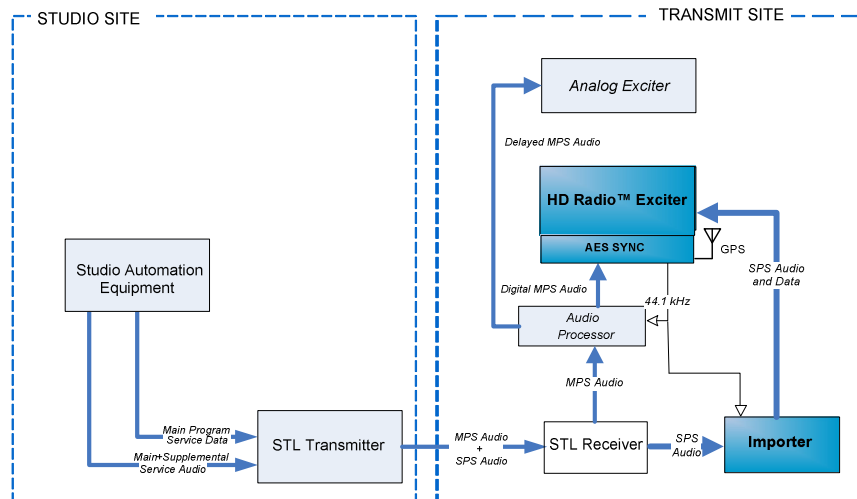 STUDIO SITE
TRANSMIT SITE
Analog Exciter
Delayed MPS Audio
HD Radio™ Exciter
AES SYNC
GPS
Studio Automation
Equipment
SPS Audio
and Data
Digital MPS Audio
44.1 kHz
Audio
Processor
MPS Audio
Main Program
Service Data
Main+Supplemental
Service Audio
STL Transmitter
MPS Audio
+
SPS Audio
STL Receiver
SPS
Audio
Importer